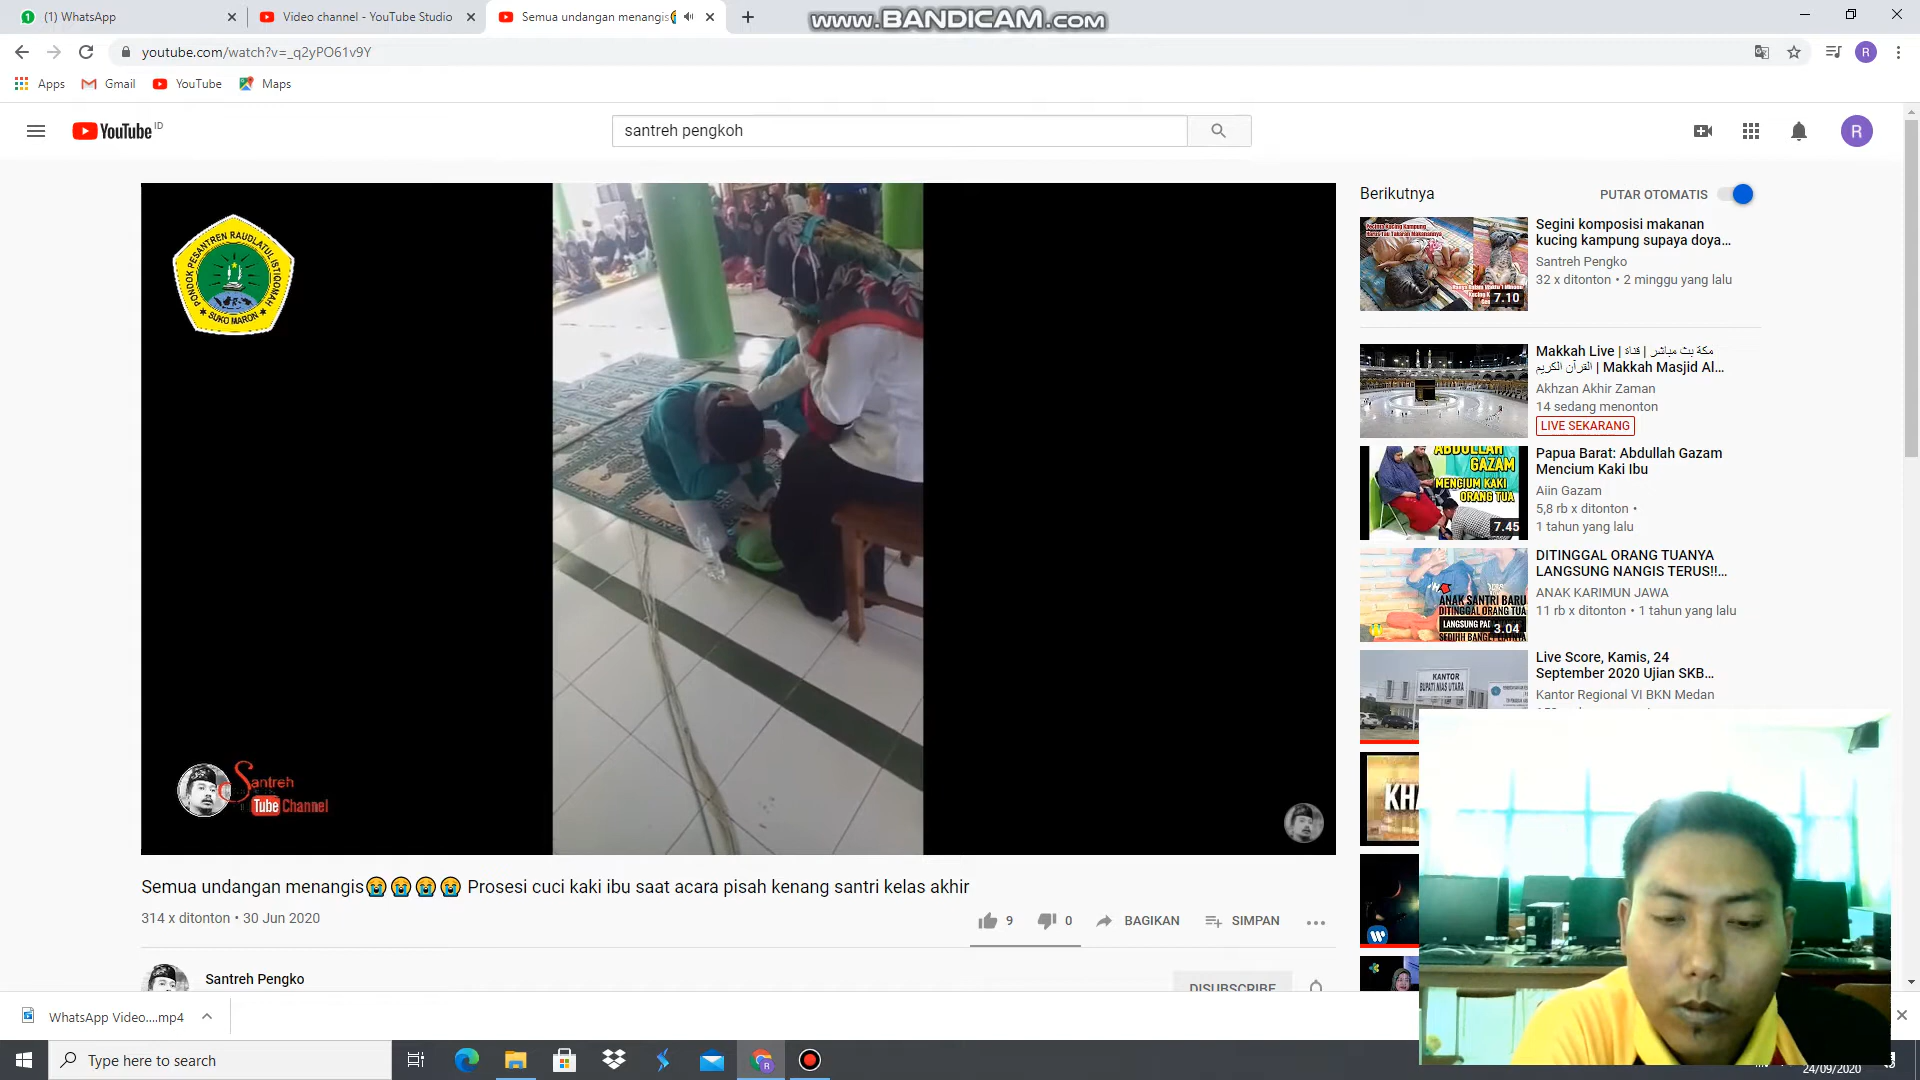 (1) WhatsApp
Video channel - YouTube Studio
Semua undangan menangis😭
www.BANDICAM.com
youtube.com/watch?v=_q2yPO61v9Y
R
Apps
Gmail
YouTube
Maps
YouTube ID
santreh pengkoh
R
PONDOK PESANTREN RAUDLATUL ISTIQOMAH
SUKO MARON
Santreh
Tube Channel
Semua undangan menangis😭😭😭😭 Prosesi cuci kaki ibu saat acara pisah kenang santri kelas akhir
314 x ditonton • 30 Jun 2020
9
0
BAGIKAN
SIMPAN
Santreh Pengko
DISUBSCRIBE
Berikutnya
PUTAR OTOMATIS
7.10
Segini komposisi makanan
kucing kampung supaya doya...
Santreh Pengko
32 x ditonton • 2 minggu yang lalu
Makkah Live | قناة | مكة بث مباشر
القرآن الكريم | Makkah Masjid Al...
Akhzan Akhir Zaman
14 sedang menonton
LIVE SEKARANG
ABDULLAH
GAZAM
MENCIUM KAKI
ORANG TUA
7.45
Papua Barat: Abdullah Gazam
Mencium Kaki Ibu
Aiin Gazam
5,8 rb x ditonton •
1 tahun yang lalu
ANAK SANTRI BARU
DITINGGAL ORANG TUA
LANGSUNG
3.04
DITINGGAL ORANG TUANYA
LANGSUNG NANGIS TERUS!!...
ANAK KARIMUN JAWA
11 rb x ditonton • 1 tahun yang lalu
KANTOR
BUPATI NIAS UTARA
Live Score, Kamis, 24
September 2020 Ujian SKB...
Kantor Regional VI BKN Medan
KHA
WhatsApp Video....mp4
Type here to search
24/09/2020